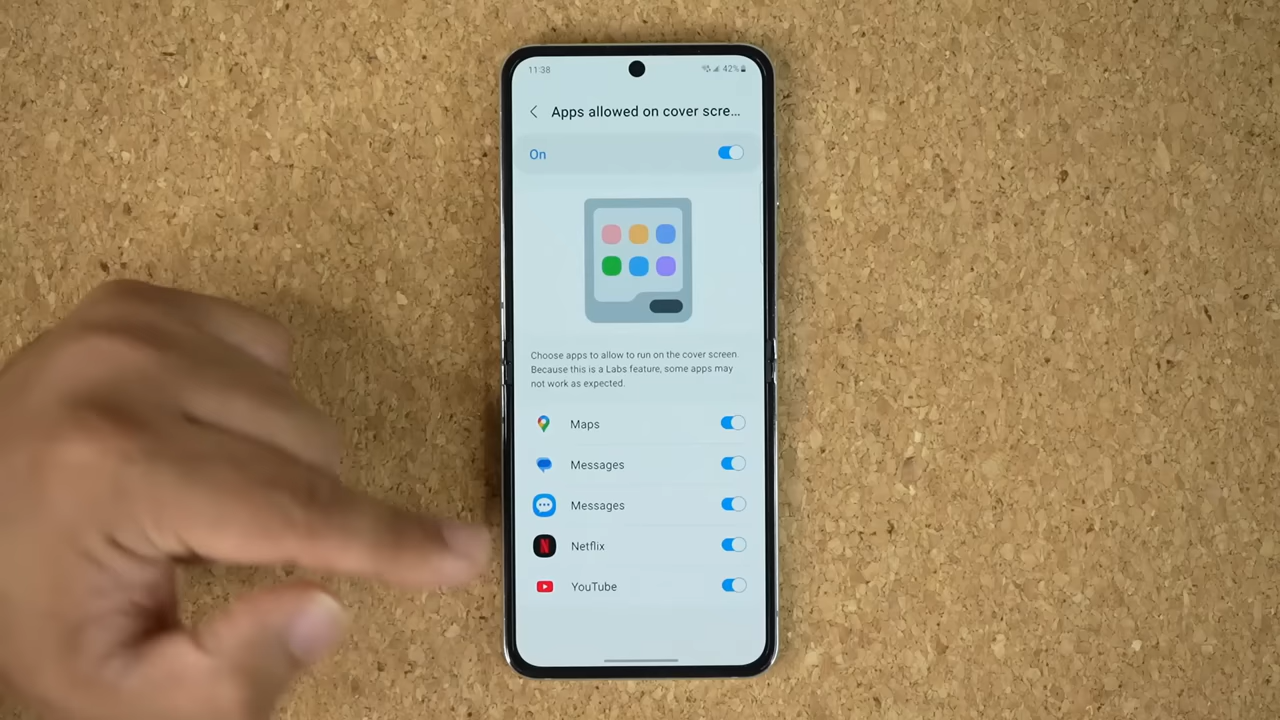 11:38
42%
Apps allowed on cover scre...
On
Choose apps to allow to run on the cover screen.
Because this is a Labs feature, some apps may
not work as expected.
Maps
Messages
Messages
Netflix
YouTube